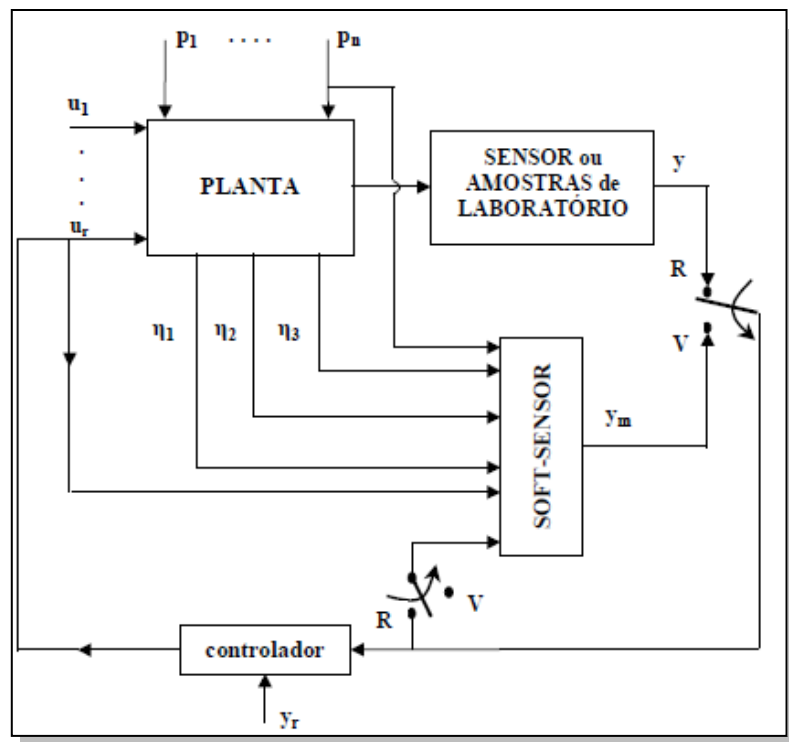 p1 . . . . pn
u1
.
.
.
ur
PLANTA
SENSOR ou
AMOSTRAS de
LABORATÓRIO
y
R
V
η1 η2 η3
SOFT-SENSOR
ym
R V
controlador
yr